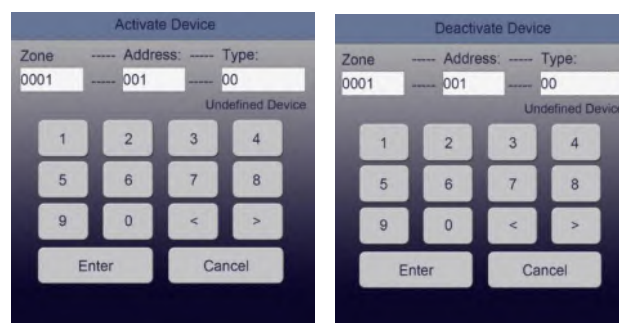 Activate Device
Zone ----- Address: ----- Type:
0001 ----- 001 ----- 00
Undefined Device
1 2 3 4
5 6 7 8
9 0 < >
Enter Cancel
Deactivate Device
Zone ----- Address: ----- Type:
0001 ----- 001 ----- 00
Undefined Device
1 2 3 4
5 6 7 8
9 0 < >
Enter Cancel